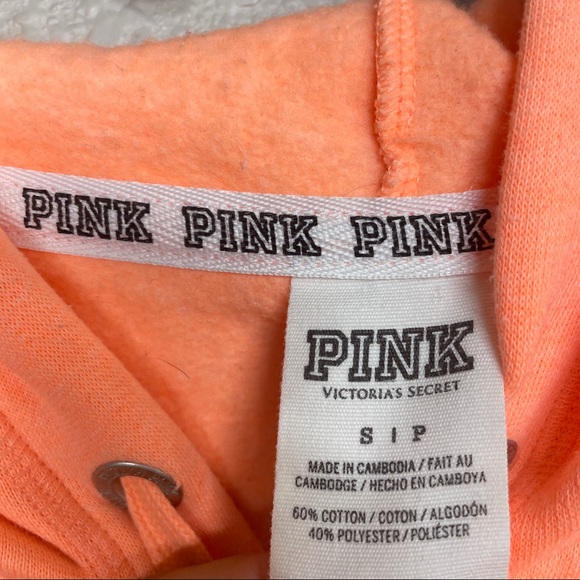 PINK PINK PINK
PINK
VICTORIA'S SECRET
S | P
MADE IN CAMBODIA / FAIT AU
CAMBODGE / HECHO EN CAMBOYA
60% COTTON / COTON / ALGODÓN
40% POLYESTER / POLIÉSTER